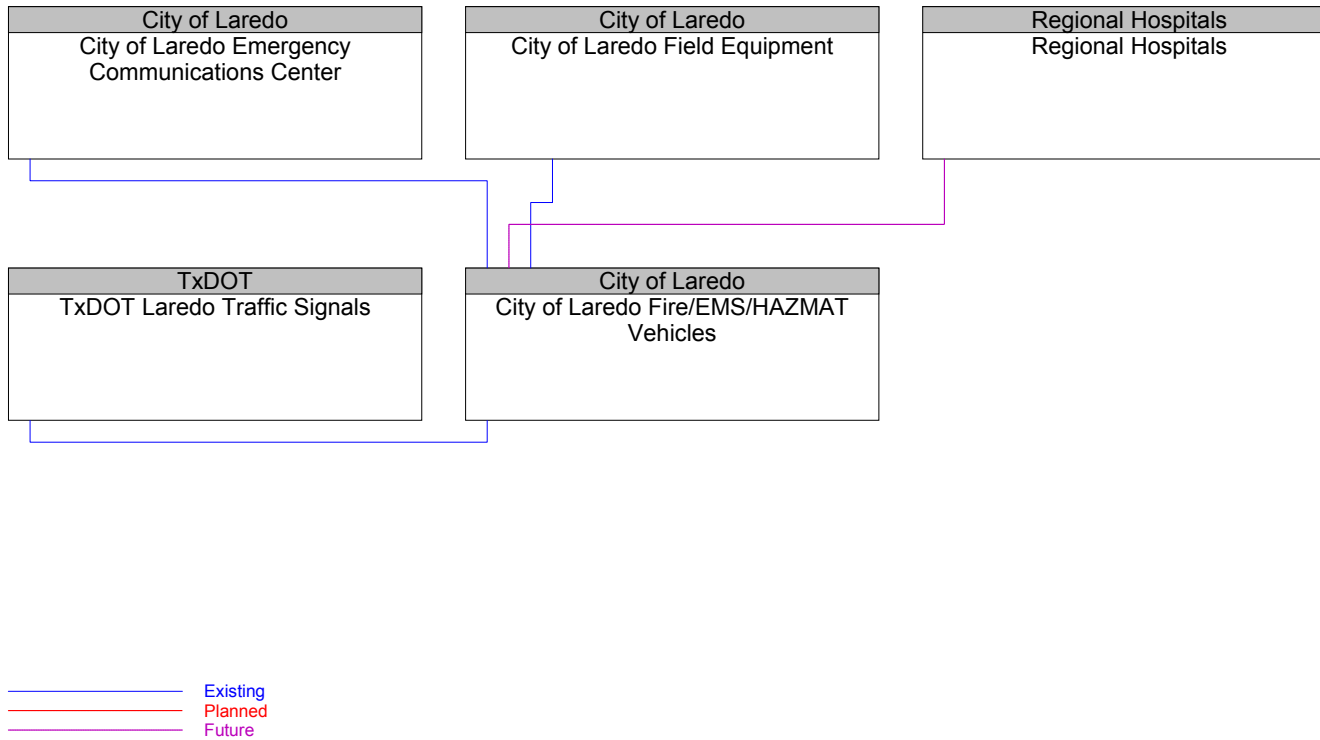 City of Laredo
City of Laredo Emergency
Communications Center
City of Laredo
City of Laredo Field Equipment
Regional Hospitals
Regional Hospitals
TxDOT
TxDOT Laredo Traffic Signals
City of Laredo
City of Laredo Fire/EMS/HAZMAT
Vehicles
Existing
Planned
Future